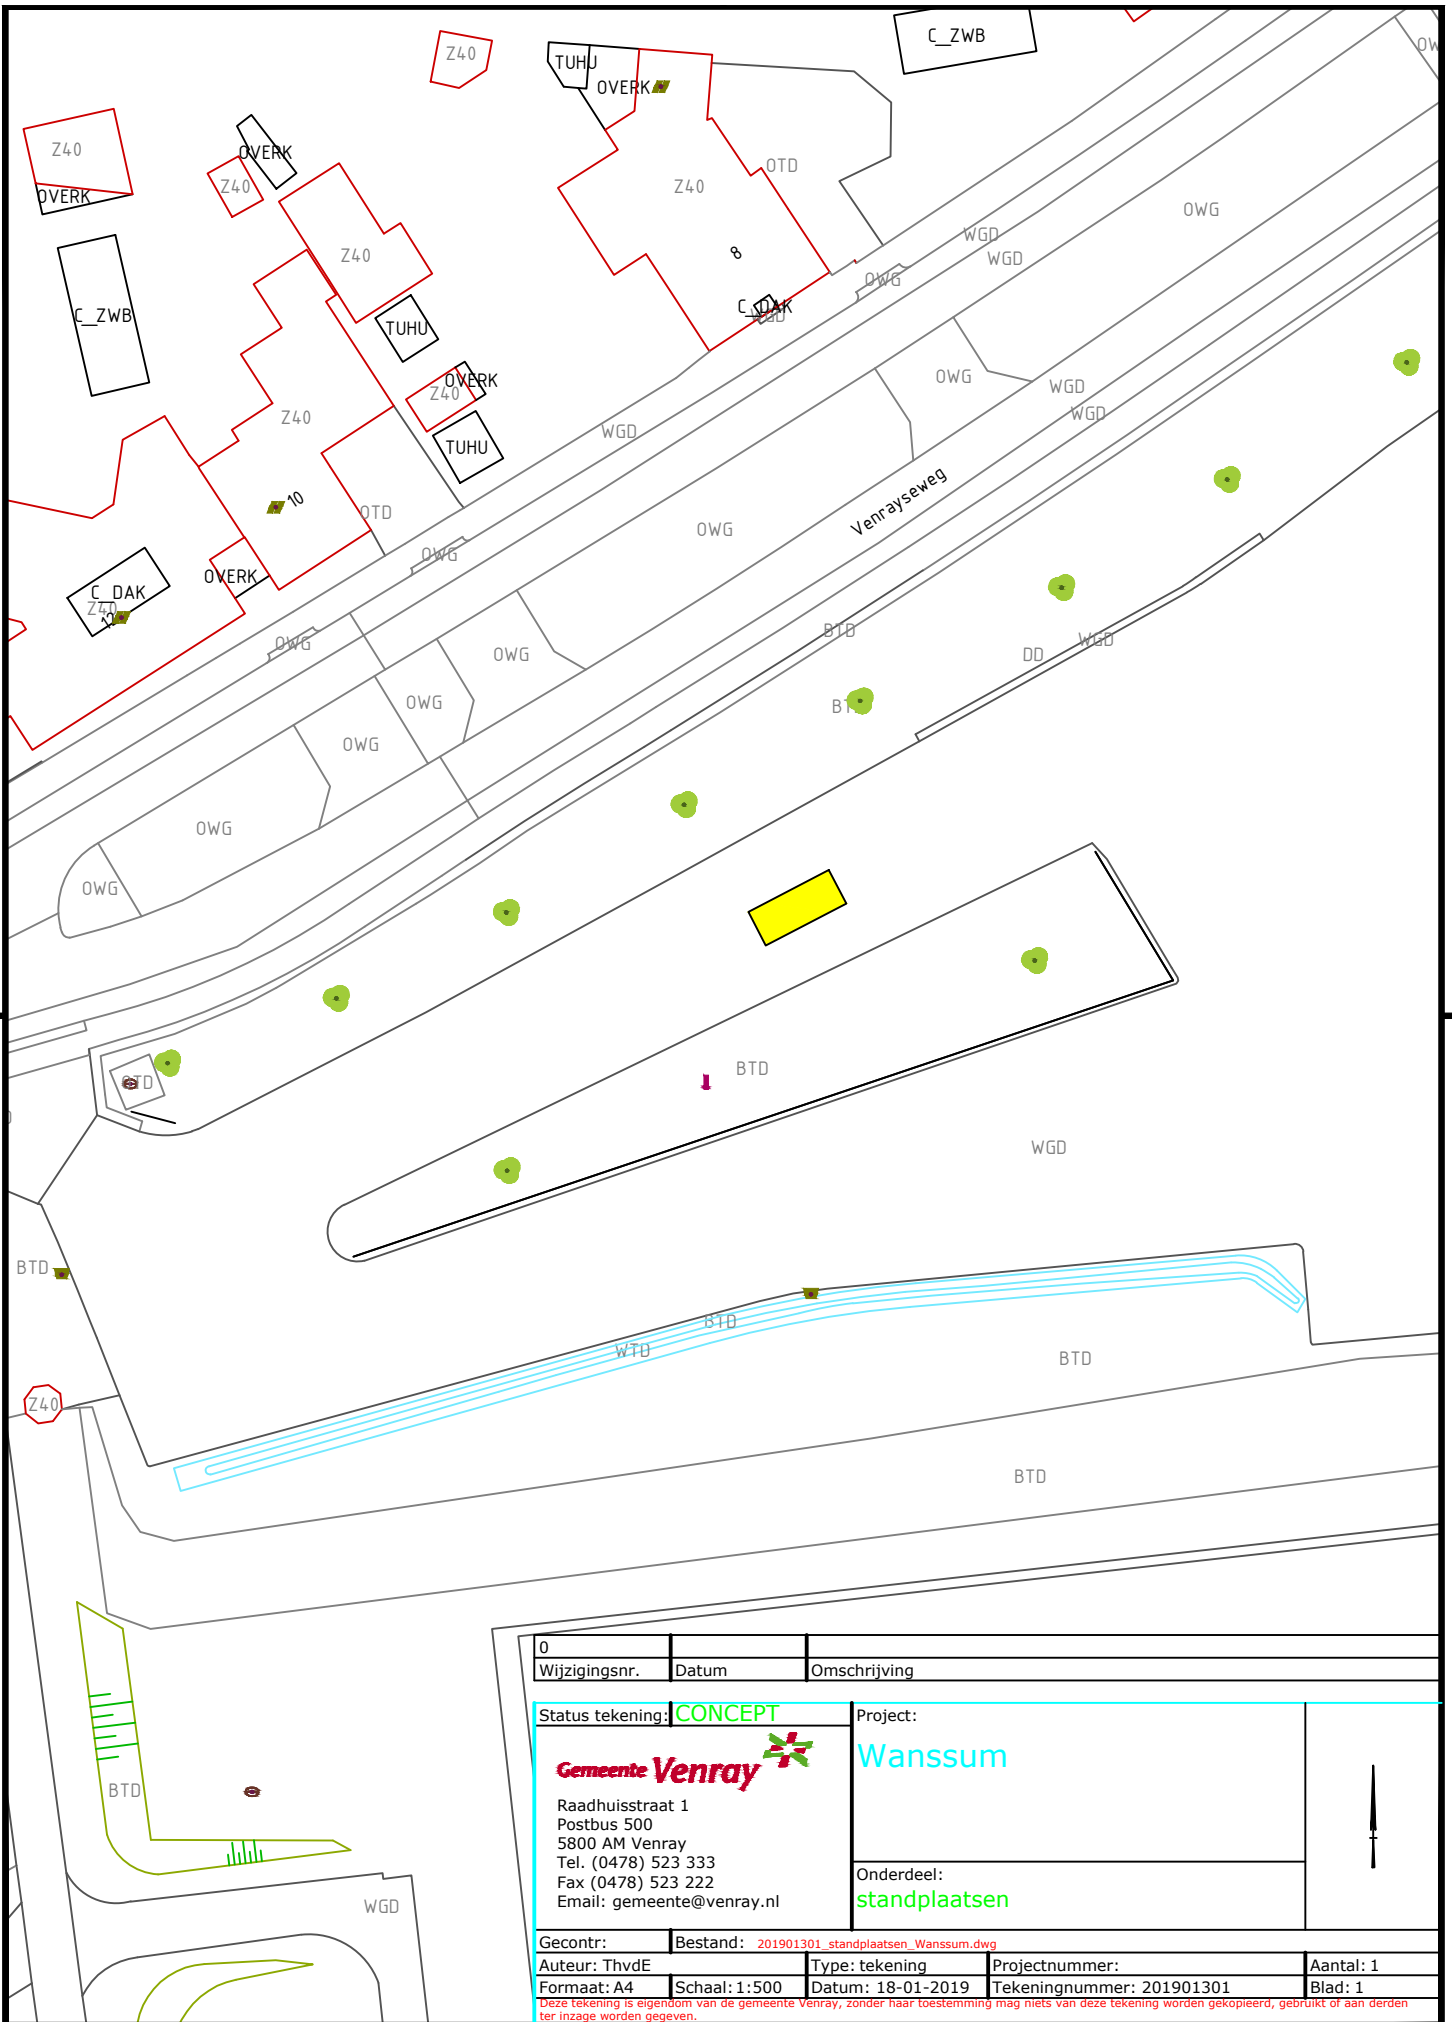 C_ZWB
OW
Z40
TUHU
OVERK
Z40
OVERK
OVERK
Z40
Z40
OTD
Z40
8
OWG
WGD
WGD
Z40
C_ZWB
TUHU
OWG
C_DAK
WGD
OVERK
Z40
OWG
WGD
WGD
Z40
WGD
TUHU
Venrayseweg
10
OTD
OWG
OWG
OVERK
C_DAK
Z40
12
OWG
OWG
BTD
WGD
DD
OWG
BTD
OWG
OWG
OWG
OTD
BTD
WGD
BTD
BTD
WTD
BTD
Z40
BTD
BTD
WGD
0
Wijzigingsnr. Datum Omschrijving
Status tekening: CONCEPT
Project:
Wanssum
Gemeente Venray
Raadhuisstraat 1
Postbus 500
5800 AM Venray
Tel. (0478) 523 333
Fax (0478) 523 222
Email: gemeente@venray.nl
Onderdeel:
standplaatsen
Gecontr: Bestand: 201901301_standplaatsen_Wanssum.dwg
Auteur: ThvdE Type: tekening Projectnummer: Aantal: 1
Formaat: A4 Schaal: 1:500 Datum: 18-01-2019 Tekeningnummer: 201901301 Blad: 1
Deze tekening is eigendom van de gemeente Venray, zonder haar toestemming mag niets van deze tekening worden gekopieerd, gebruikt of aan derden
ter inzage worden gegeven.